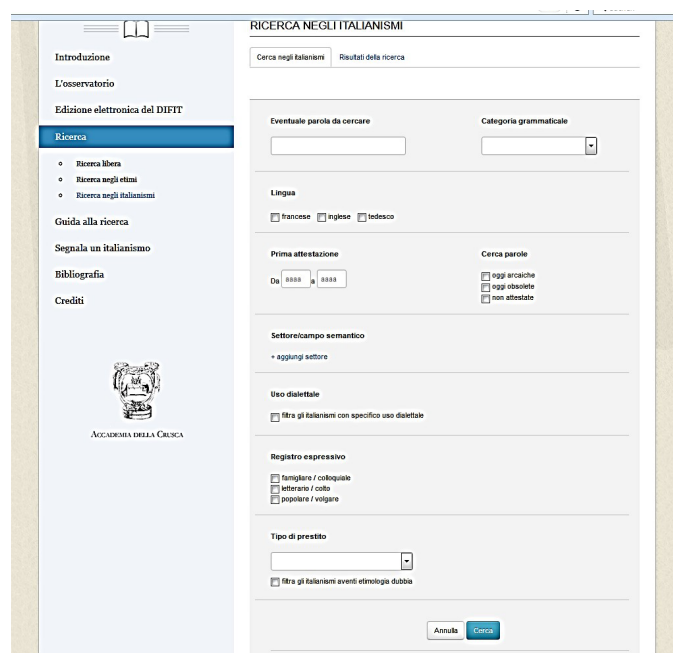 RICERCA NEGLI ITALIANISMI
Cerca negli italianismi Risultati della ricerca
Introduzione
L'osservatorio
Edizione elettronica del DIFIT
Ricerca
Ricerca libera
Ricerca negli etimi
Ricerca negli italianismi
Guida alla ricerca
Segnala un italianismo
Bibliografia
Crediti
ACCADEMIA DELLA CRUSCA
Eventuale parola da cercare Categoria grammaticale
Lingua
francese inglese tedesco
Prima attestazione Cerca parole
Da aaaa a aaaa
oggi arcaiche
oggi obsolete
non attestate
Settore/campo semantico
+ aggiungi settore
Uso dialettale
filtra gli italianismi con specifico uso dialettale
Registro espressivo
famigliare / colloquiale
letterario / colto
popolare / volgare
Tipo di prestito
filtra gli italianismi aventi etimologia dubbia
Annulla Cerca